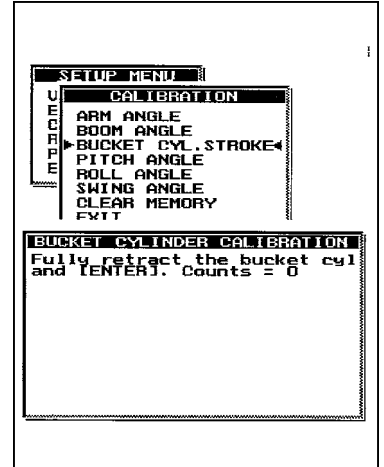 SETUP MENU
U
E
C
R
P
E
CALIBRATION
ARM ANGLE
BOOM ANGLE
▶BUCKET CYL.STROKE◀
PITCH ANGLE
ROLL ANGLE
SWING ANGLE
CLEAR MEMORY
EXIT
BUCKET CYLINDER CALIBRATION
Fully retract the bucket cyl
and [ENTER]. Counts = 0